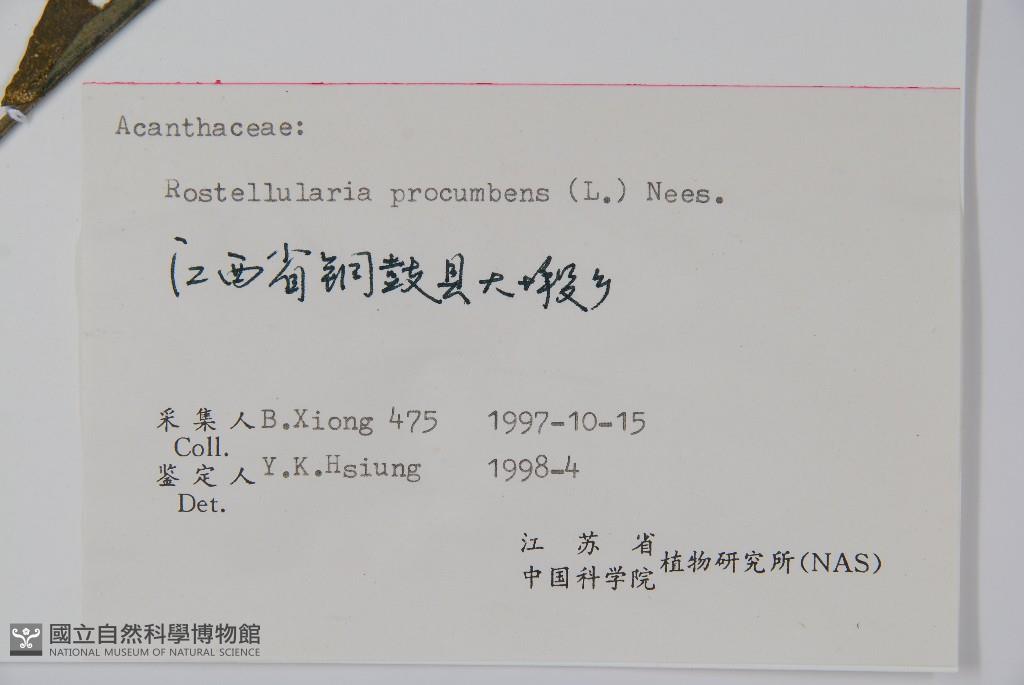 Acanthaceae:
Rostellularia procumbens (L.) Nees.
江西省铜鼓县大塅乡
采集人 B.Xiong 475 1997-10-15
Coll.
鉴定人 Y.K.Hsiung 1998-4
Det.
江苏省
中国科学院 植物研究所(NAS)
國立自然科學博物館
NATIONAL MUSEUM OF NATURAL SCIENCE